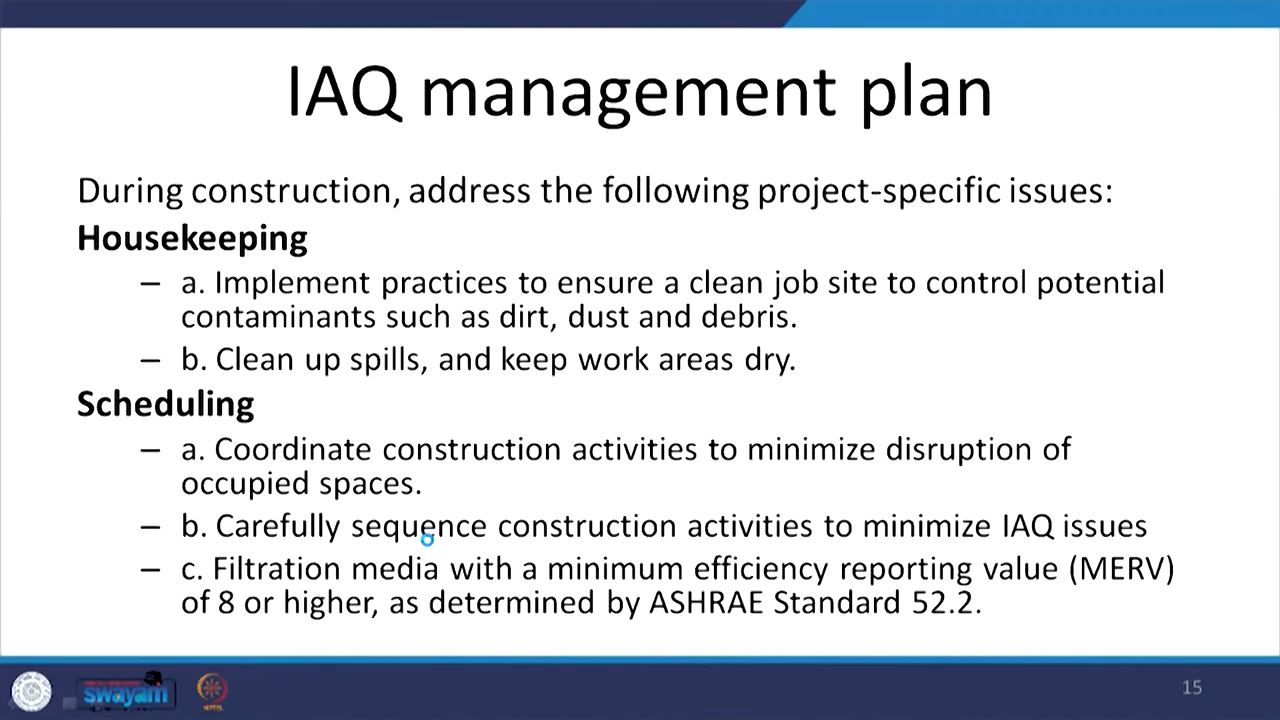 IAQ management plan
During construction, address the following project-specific issues:
Housekeeping
– a. Implement practices to ensure a clean job site to control potential
contaminants such as dirt, dust and debris.
– b. Clean up spills, and keep work areas dry.
Scheduling
– a. Coordinate construction activities to minimize disruption of
occupied spaces.
– b. Carefully sequence construction activities to minimize IAQ issues
– c. Filtration media with a minimum efficiency reporting value (MERV)
of 8 or higher, as determined by ASHRAE Standard 52.2.
swayam
15